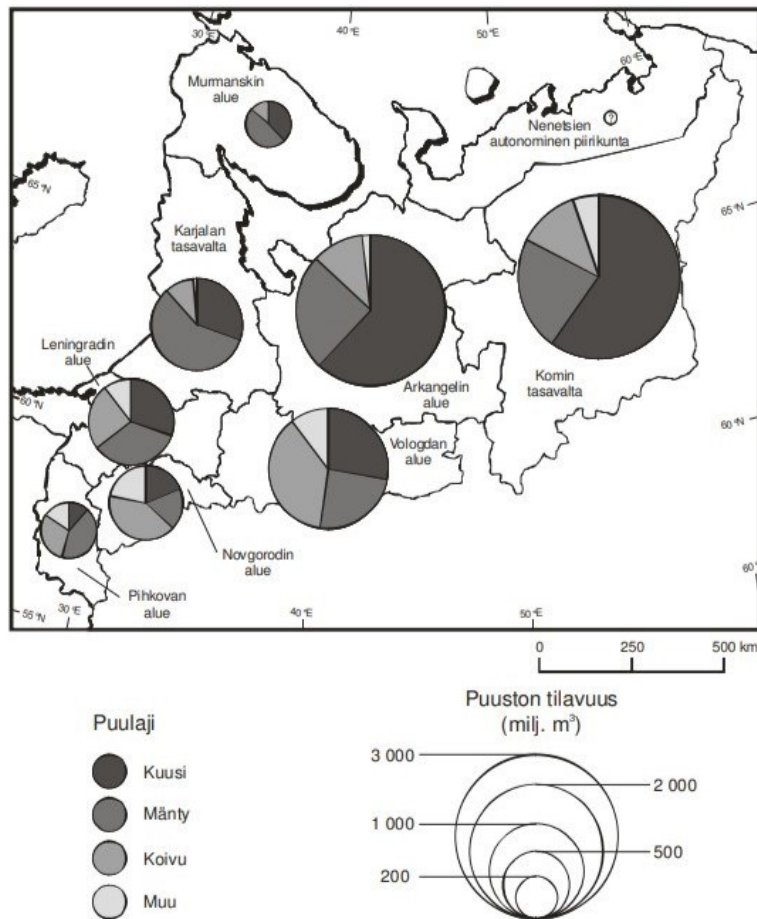 30 °E
40 °E
50 °E
60 °E
Murmanskin
alue
Nenetsien
autonominen piirikunta
?
65 °N
65 °N
Karjalan
tasavalta
Leningradin
alue
Arkangelin
alue
Komin
tasavalta
60 °N
60 °N
Vologdan
alue
Novgorodin
alue
Pihkovan
alue
55 °N
30 °E
40 °E
50 °E
60 °
0 250 500 km
Puulaji
Kuusi
Mänty
Koivu
Muu
Puuston tilavuus
(milj. m³)
3 000
2 000
1 000
500
200